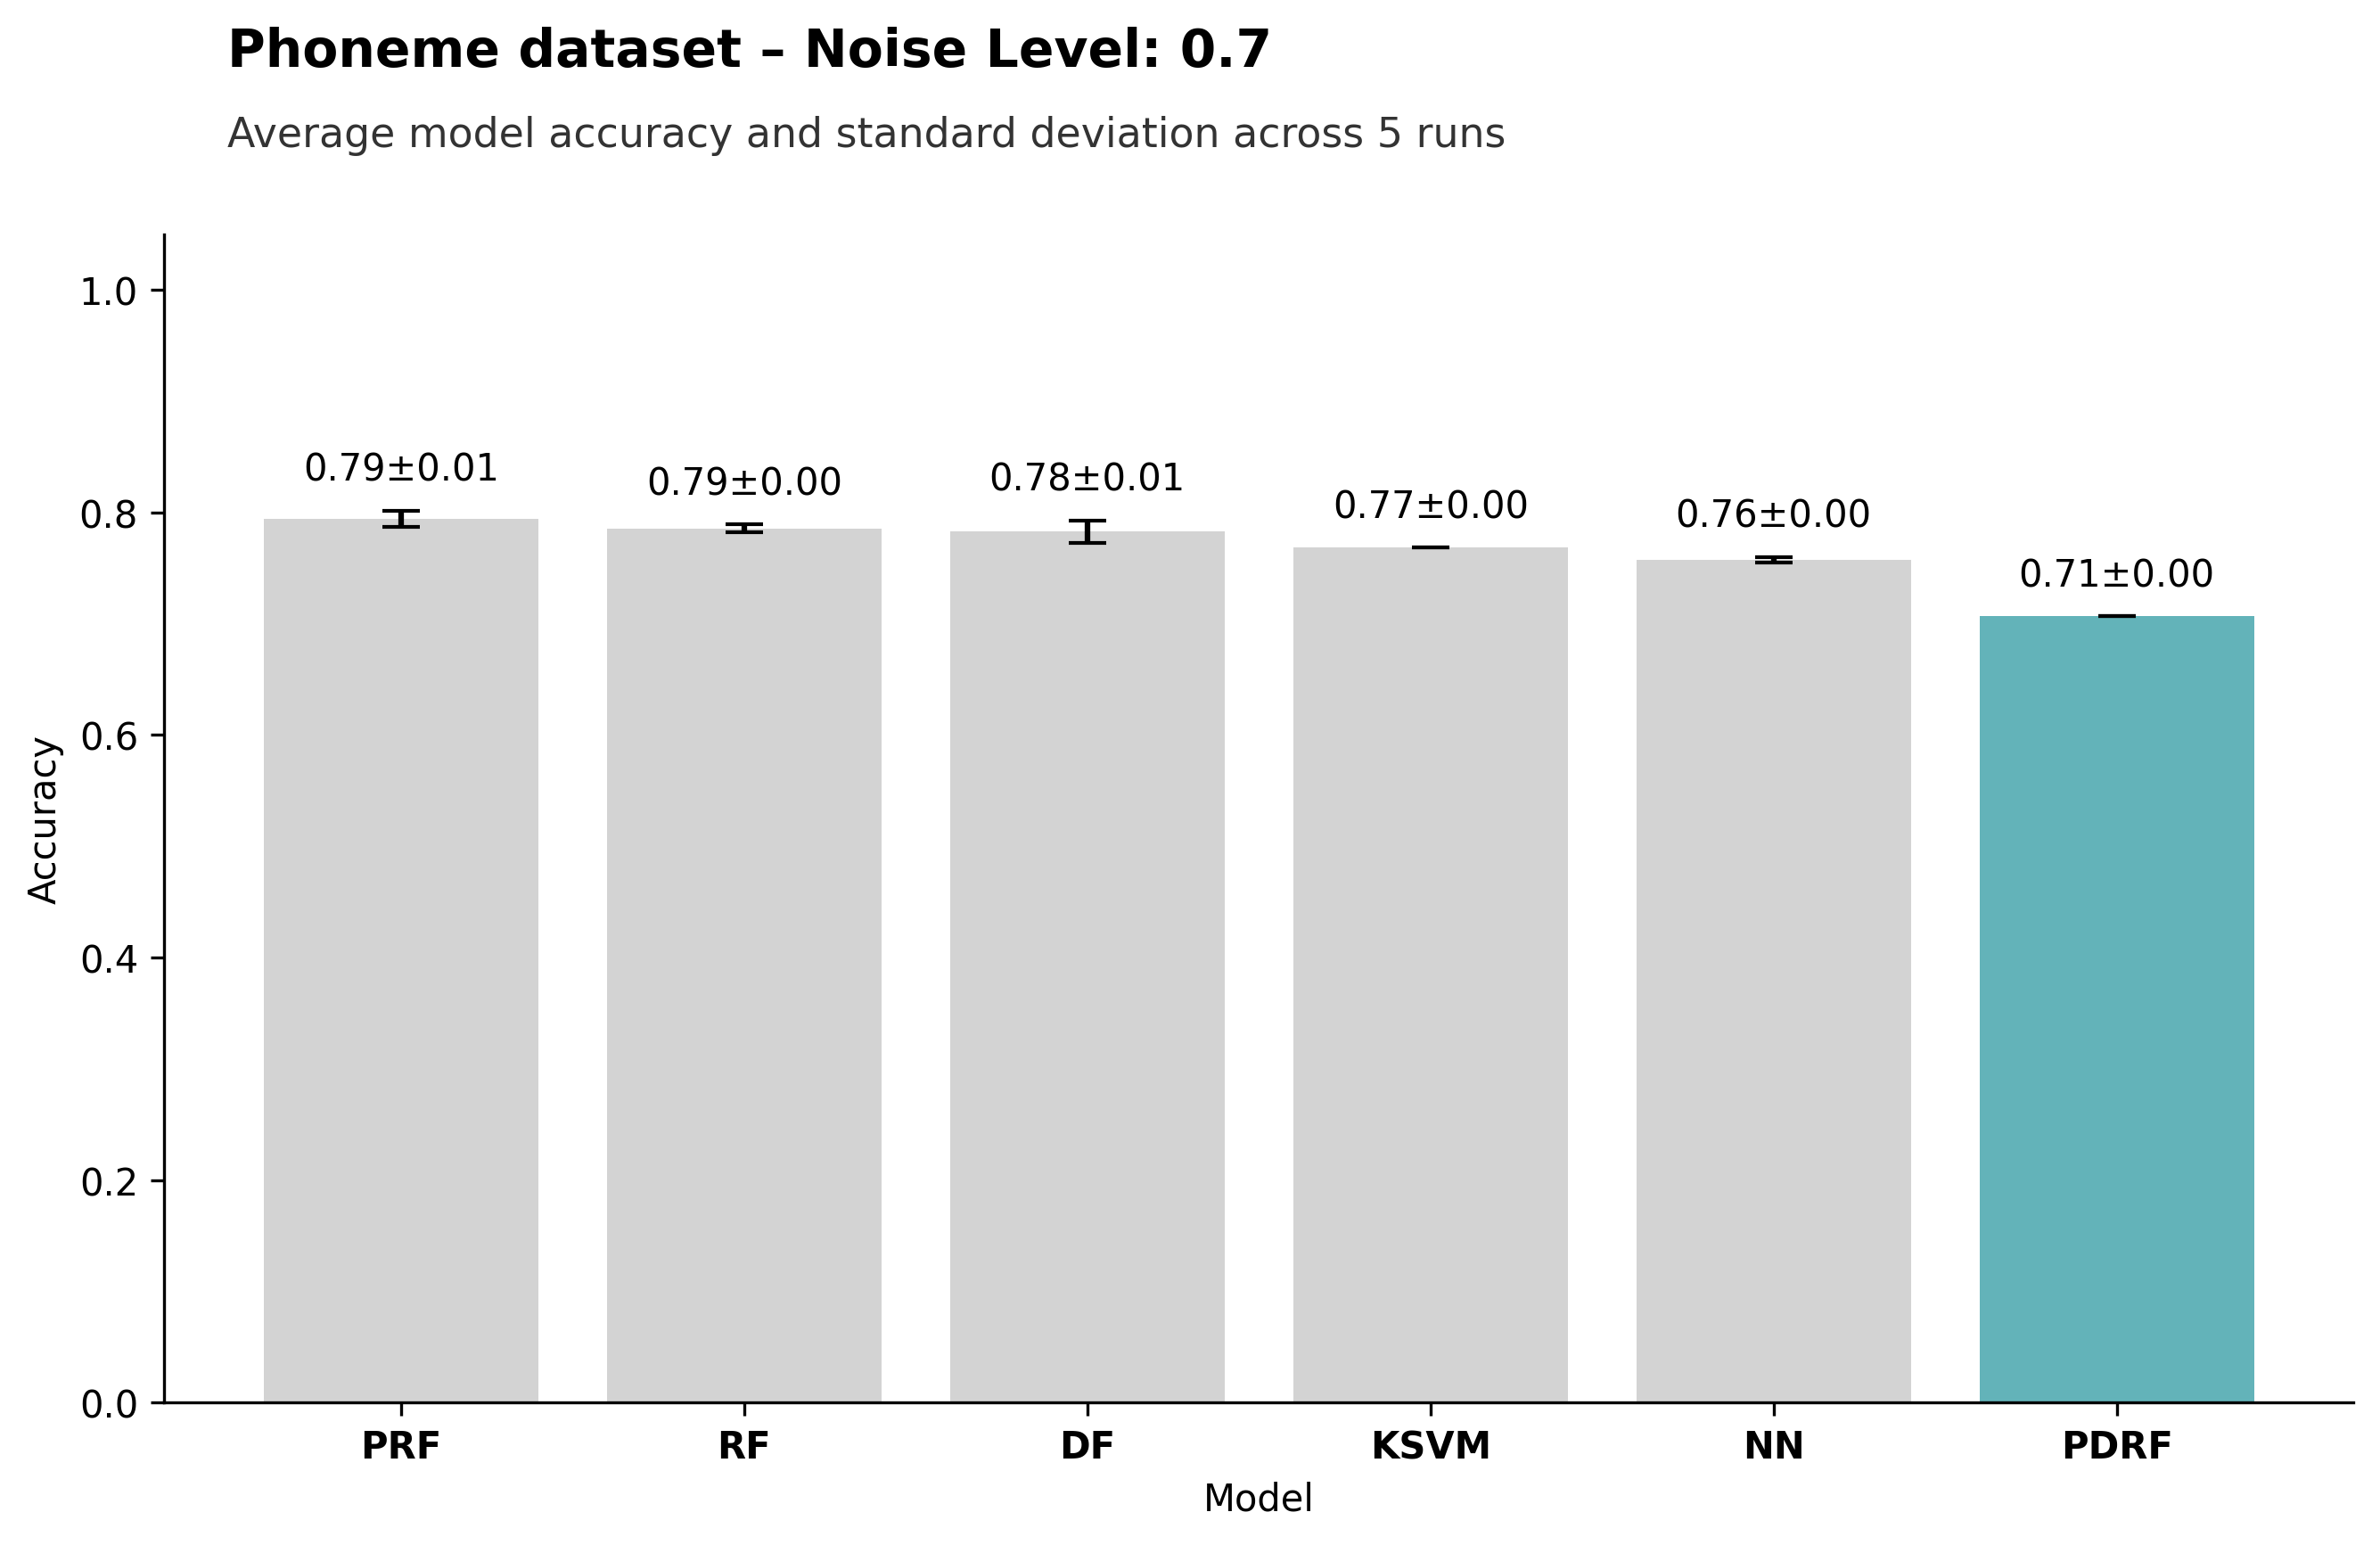 Phoneme dataset – Noise Level: 0.7
Average model accuracy and standard deviation across 5 runs
1.0
0.8
0.6
0.4
0.2
0.0
Accuracy
0.79±0.01
0.79±0.00
0.78±0.01
0.77±0.00
0.76±0.00
0.71±0.00
PRF
RF
DF
KSVM
NN
PDRF
Model